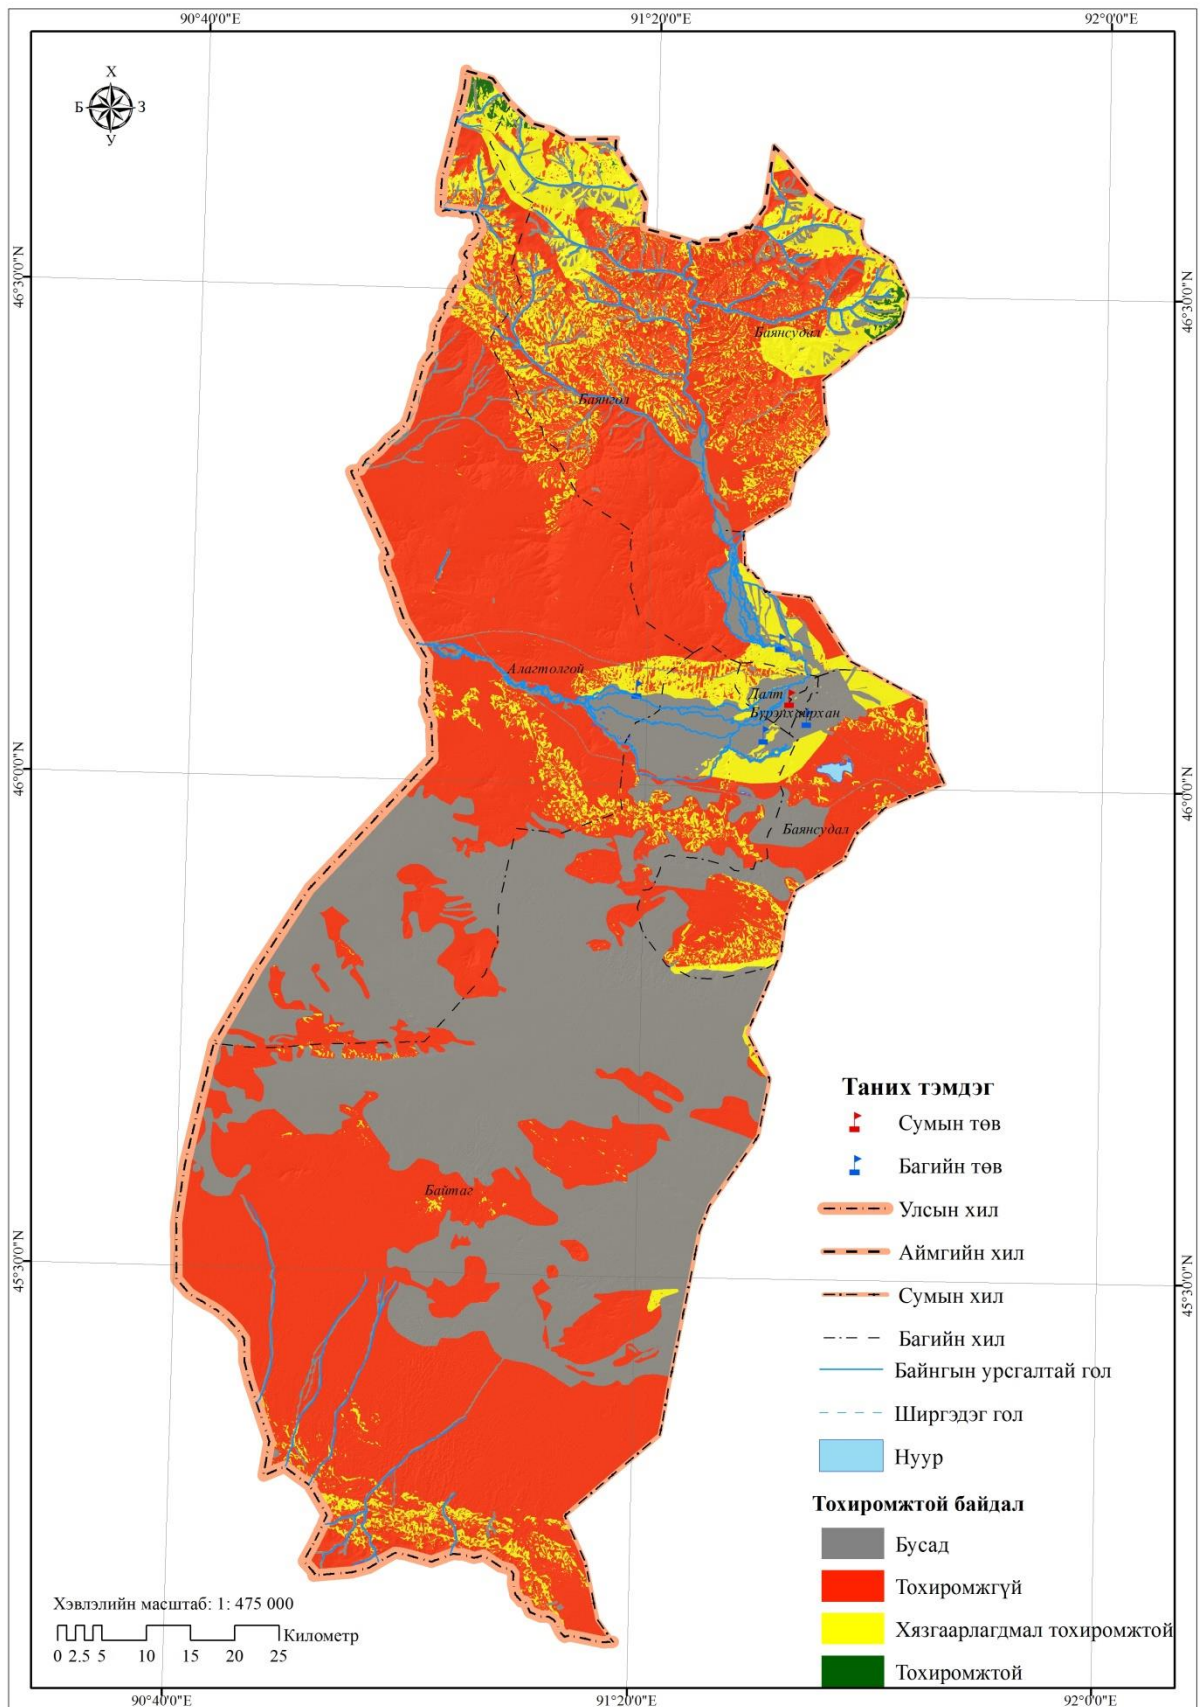 90°40'0"E
91°20'0"E
92°0'0"E
Х
Б
З
У
46°30'0"N
46°30'0"N
Баянсудал
Баянгол
Алагтолгой
Далт
46°0'0"N
46°0'0"N
Баянсудал
Таних тэмдэг
Сумын төв
Багийн төв
Улсын хил
Аймгийн хил
Сумын хил
Багийн хил
Байнгын урсгалтай гол
Ширгэдэг гол
Нуур
Байтаг
45°30'0"N
45°30'0"N
Тохиромжтой байдал
Бусад
Тохиромжгүй
Хязгаарлагдмал тохиромжтой
Тохиромжтой
Хэвлэлийн масштаб: 1: 475 000
Километр
0 2.5 5 10 15 20 25
90°40'0"E
91°20'0"E
92°0'0"E